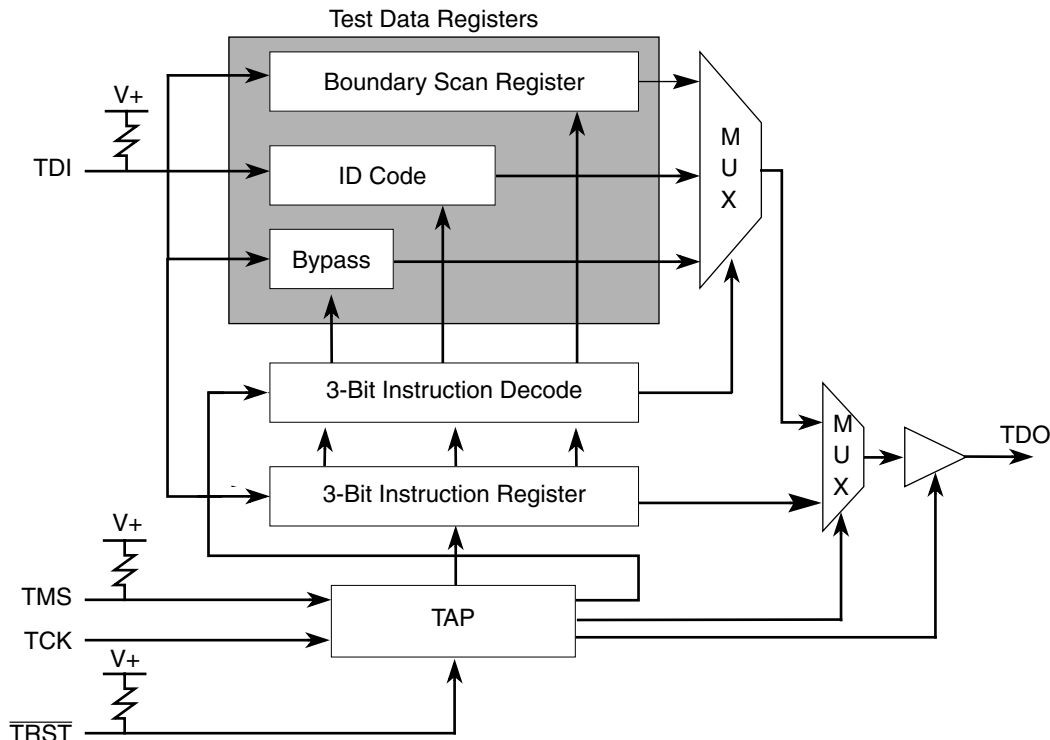 Test Data Registers
Boundary Scan Register
V+
M
U
X
TDI
ID Code
Bypass
3-Bit Instruction Decode
M
U
X
TDO
3-Bit Instruction Register
V+
TMS
TAP
TCK
V+
TRST